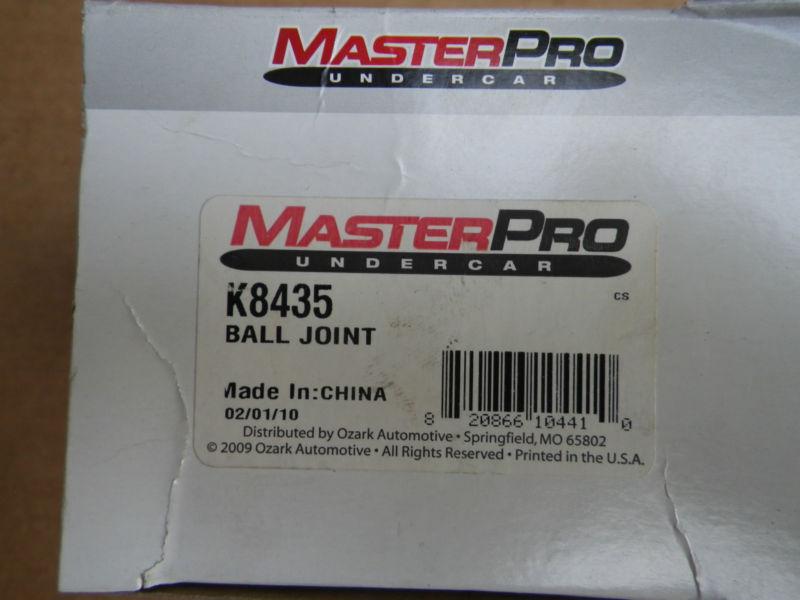 MASTERPRO
UNDERCAR
MASTERPRO
UNDERCAR
K8435
CS
BALL JOINT
Made In:CHINA
02/01/10
8 20866 10441 0
Distributed by Ozark Automotive • Springfield, MO 65802
© 2009 Ozark Automotive • All Rights Reserved • Printed in the U.S.A.